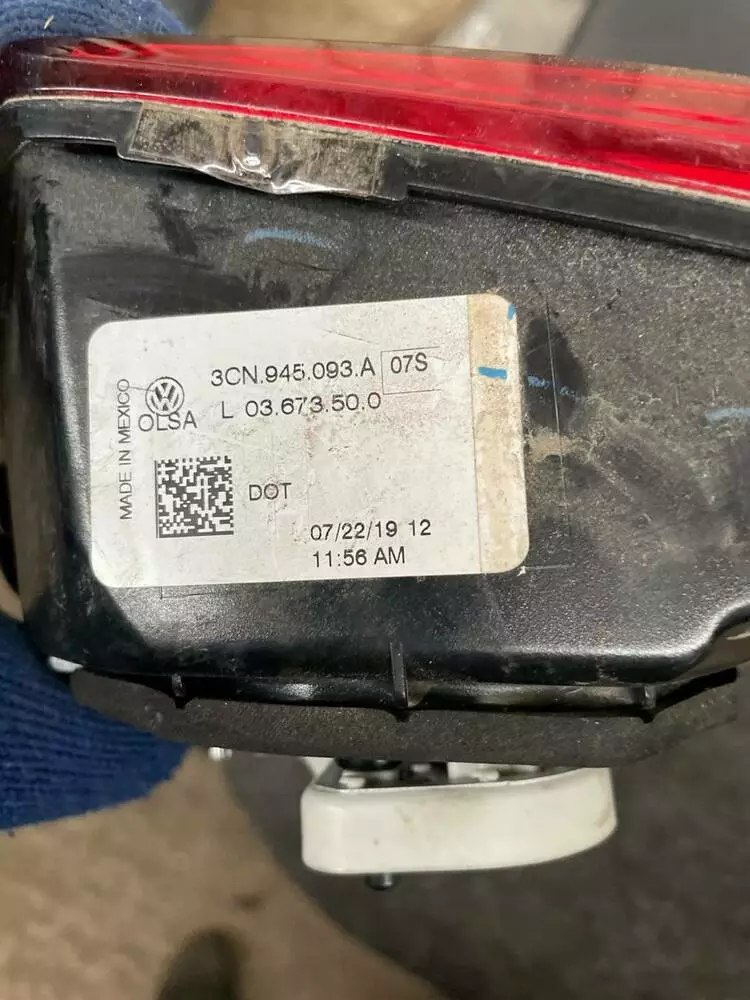 3CN.945.093.A 07S
L 03.673.50.0
MADE IN MEXICO
OLSA
DOT
07/22/19 12
11:56 AM